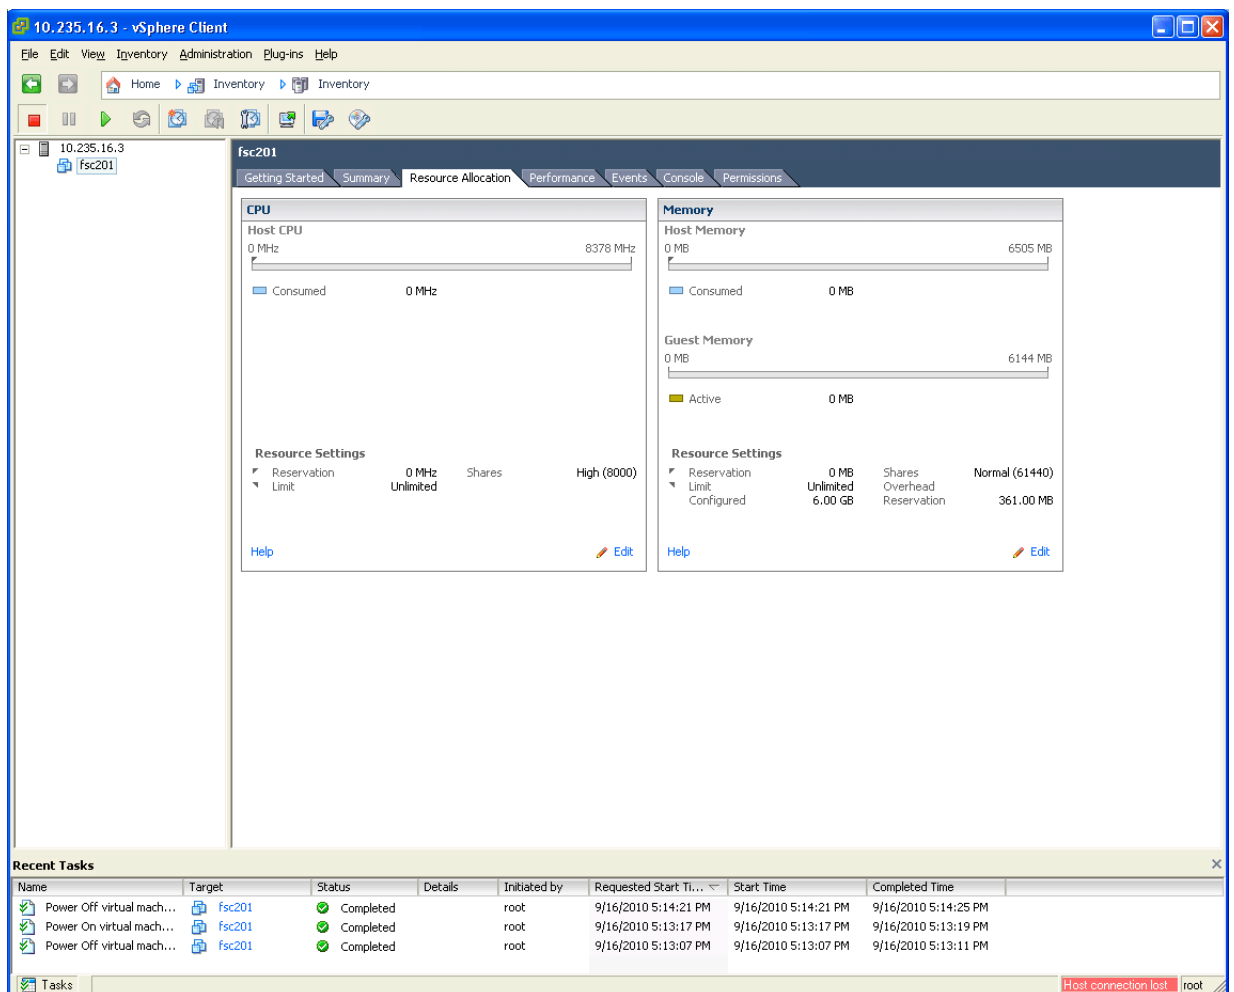 10.235.16.3 - vSphere Client
File Edit View Inventory Administration Plug-ins Help
Home Inventory Inventory
10.235.16.3
fsc201
fsc201
Getting Started Summary Resource Allocation Performance Events Console Permissions
CPU
Host CPU
0 MHz 8378 MHz
Consumed 0 MHz
Resource Settings
Reservation 0 MHz Shares High (8000)
Limit Unlimited
Help Edit
Memory
Host Memory
0 MB 6505 MB
Consumed 0 MB
Guest Memory
0 MB 6144 MB
Active 0 MB
Resource Settings
Reservation 0 MB Shares Normal (61440)
Limit Unlimited Overhead
Configured 6.00 GB Reservation 361.00 MB
Help Edit
Recent Tasks
Name Target Status Details Initiated by Requested Start Ti... Start Time Completed Time
Power Off virtual mach... fsc201 Completed root 9/16/2010 5:14:21 PM 9/16/2010 5:14:21 PM 9/16/2010 5:14:25 PM
Power On virtual mach... fsc201 Completed root 9/16/2010 5:13:17 PM 9/16/2010 5:13:17 PM 9/16/2010 5:13:19 PM
Power Off virtual mach... fsc201 Completed root 9/16/2010 5:13:07 PM 9/16/2010 5:13:07 PM 9/16/2010 5:13:11 PM
Tasks Host connection lost root